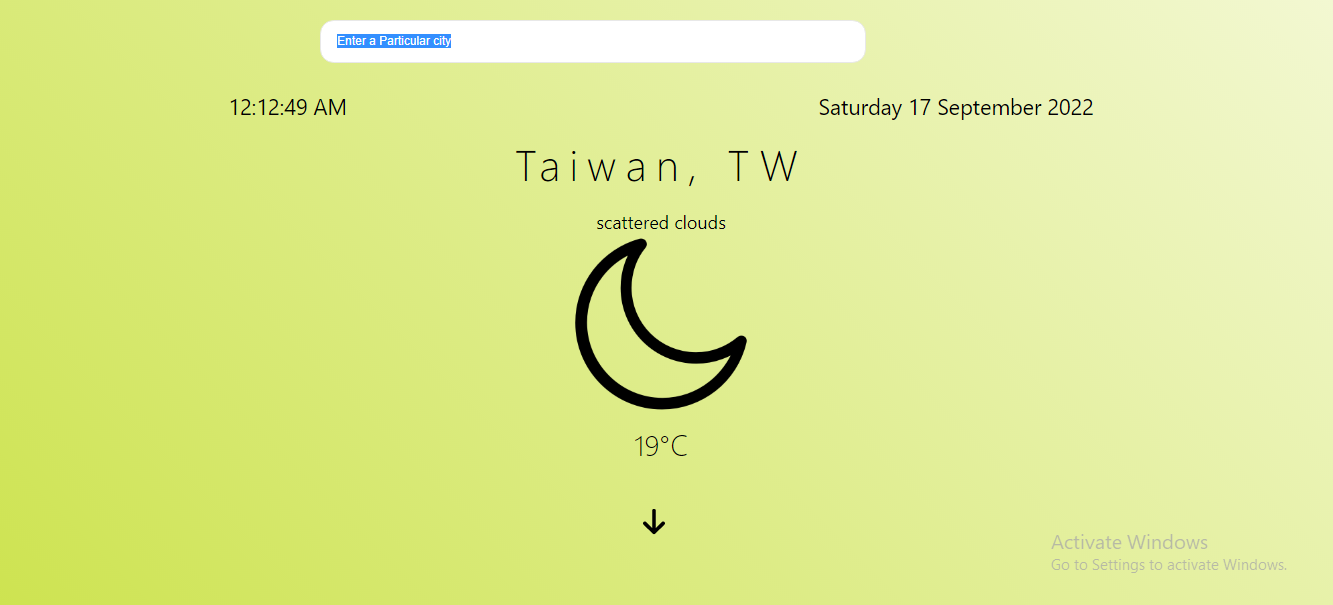 Enter a Particular city
12:12:49 AM
Saturday 17 September 2022
Taiwan, TW
scattered clouds
19°C
Activate Windows
Go to Settings to activate Windows.